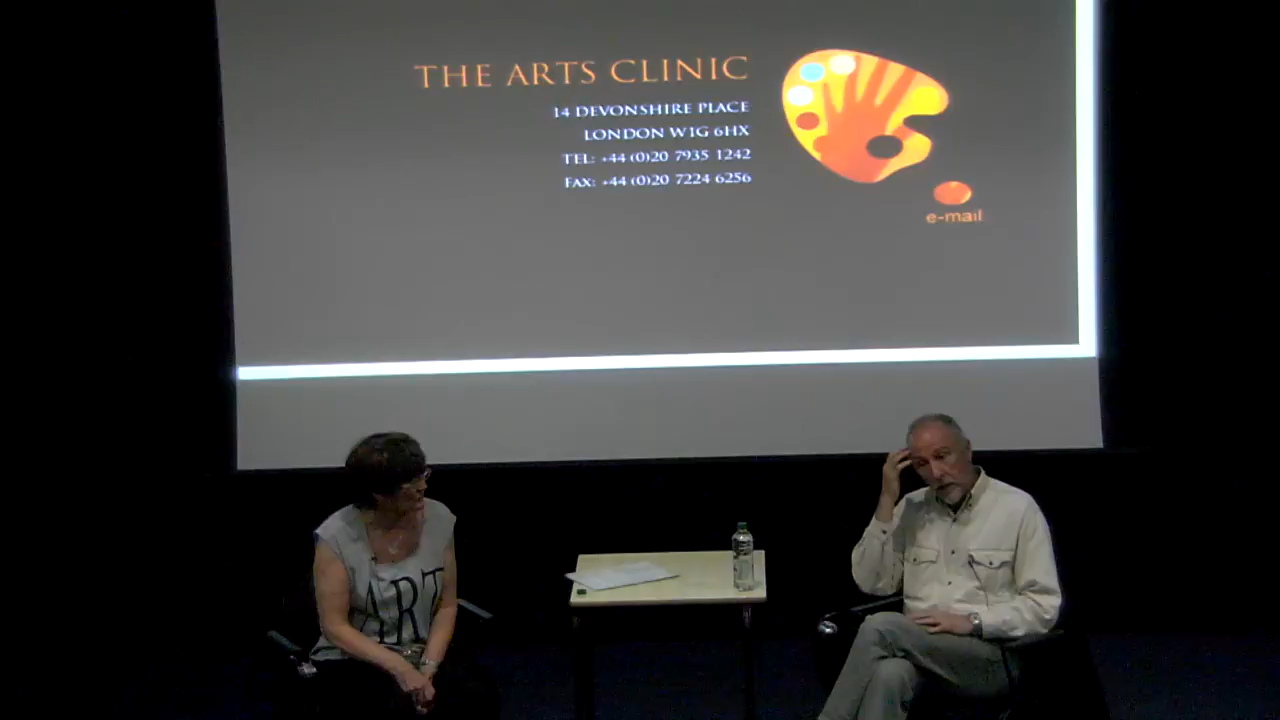 THE ARTS CLINIC
14 DEVONSHIRE PLACE
LONDON W1G 6HX
TEL: +44 (0)20 7935 1242
FAX: +44 (0)20 7224 6256
e-mail
ART